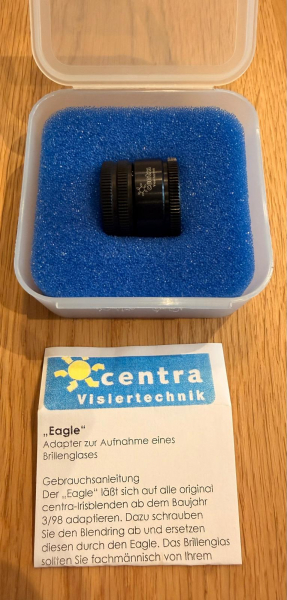 centra
centra
Visiertechnik
„Eagle“
Adapter zur Aufnahme eines
Brillenglases
Gebrauchsanleitung
Der „Eagle“ läßt sich auf alle original
centra-Irisblenden ab dem Baujahr
3/98 adaptieren. Dazu schrauben
Sie den Blendring ab und ersetzen
diesen durch den Eagle. Das Brillenglas
sollten Sie fachmännisch von Ihrem